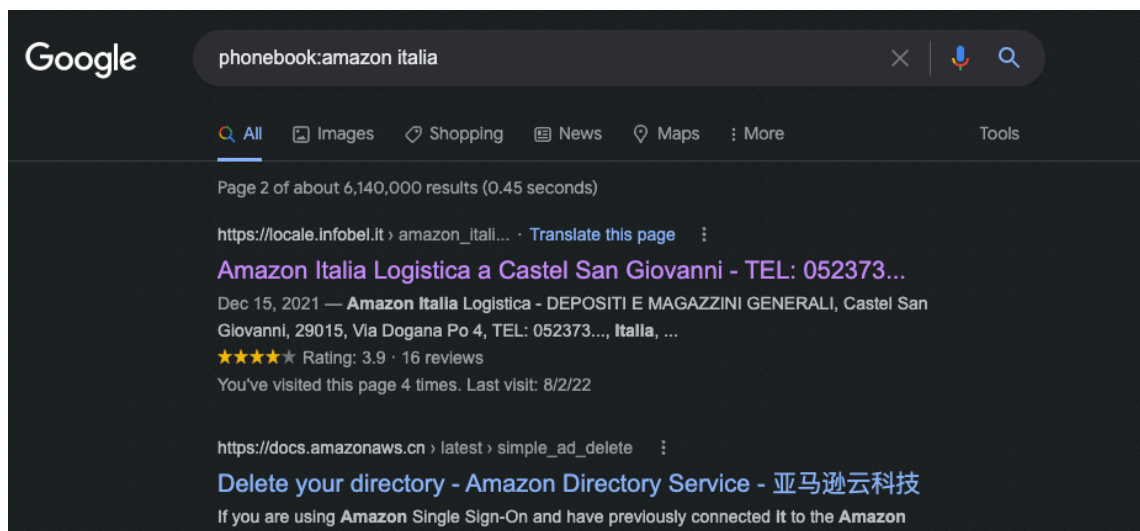 Google
phonebook:amazon italia
All Images Shopping News Maps More Tools
Page 2 of about 6,140,000 results (0.45 seconds)
https://locale.infobel.it › amazon_itali... · Translate this page
Amazon Italia Logistica a Castel San Giovanni - TEL: 052373...
Dec 15, 2021 — Amazon Italia Logistica - DEPOSITI E MAGAZZINI GENERALI, Castel San
Giovanni, 29015, Via Dogana Po 4, TEL: 052373..., Italia, ...
Rating: 3.9 · 16 reviews
You've visited this page 4 times. Last visit: 8/2/22
https://docs.amazonaws.cn › latest › simple_ad_delete
Delete your directory - Amazon Directory Service - 亚马逊云科技
If you are using Amazon Single Sign-On and have previously connected it to the Amazon